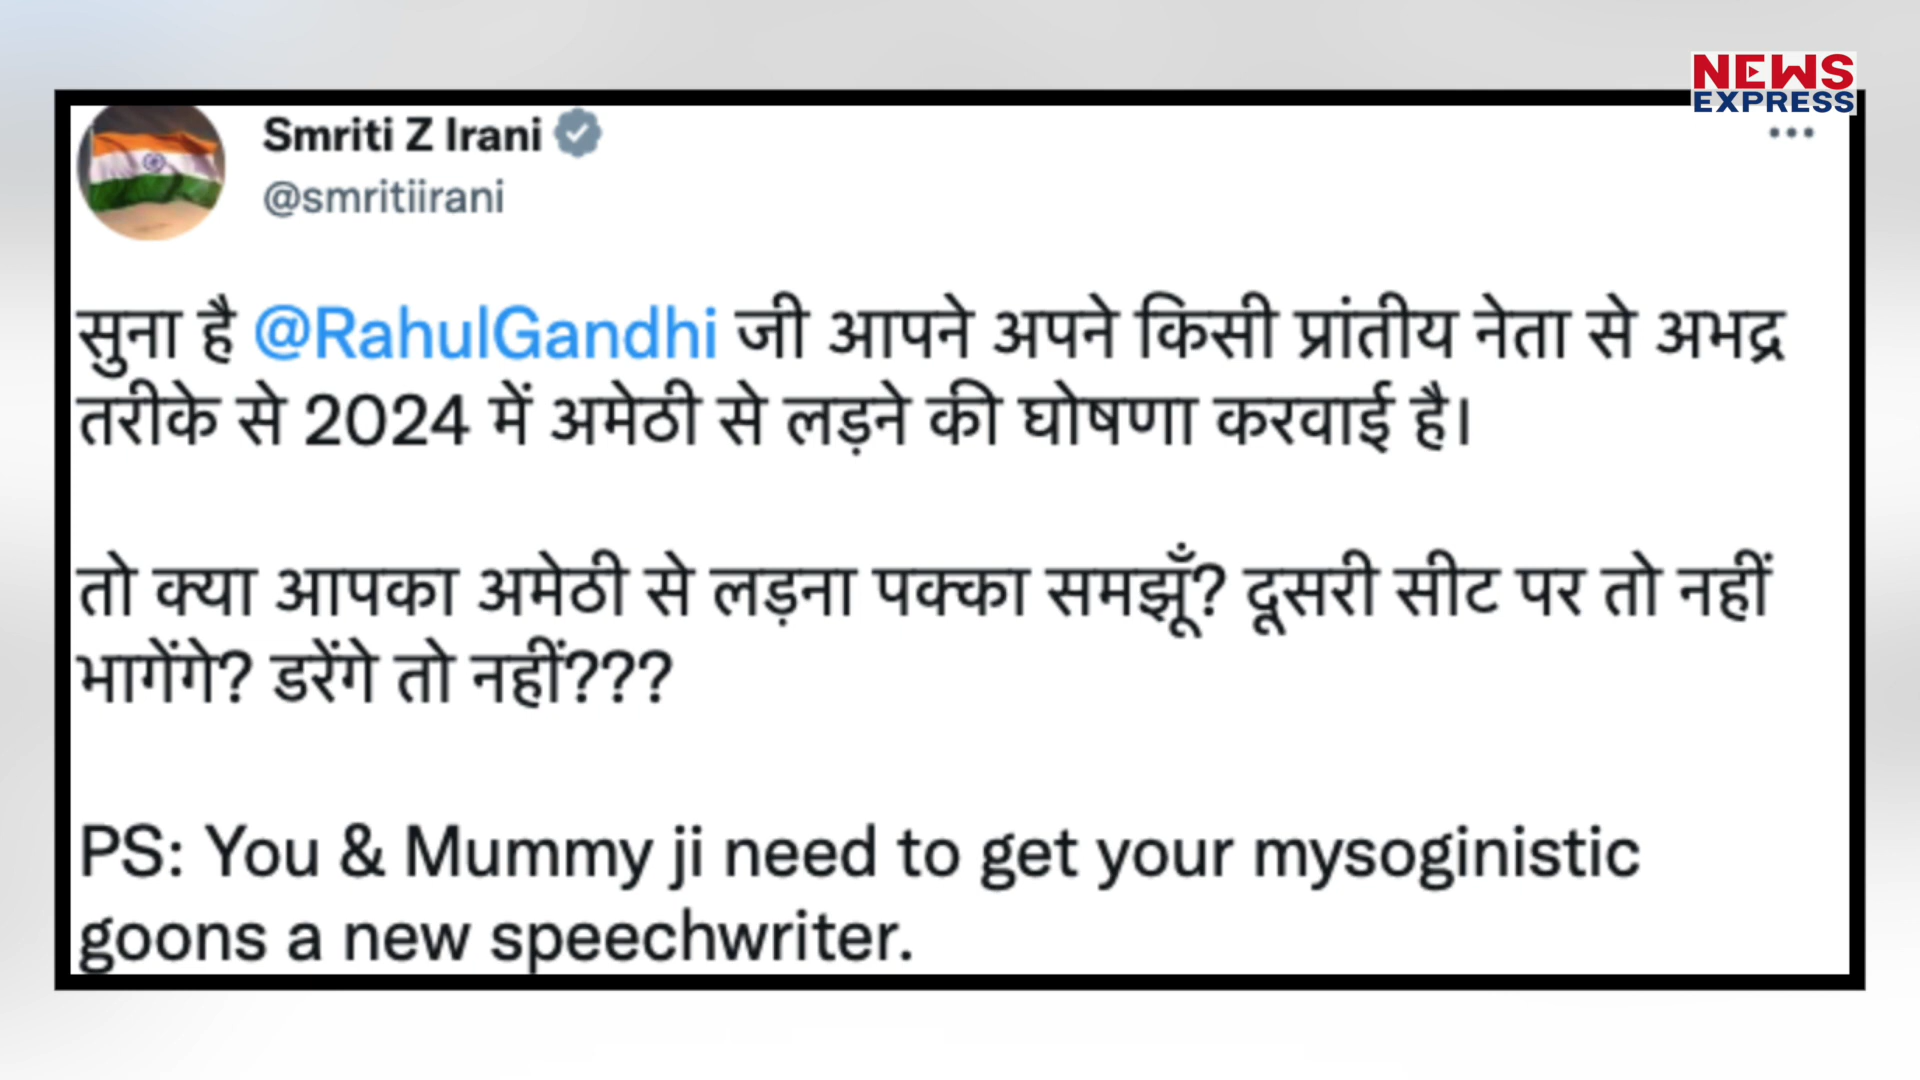 NEWS
EXPRESS
Smriti Z Irani
@smritiirani
सुना है @RahulGandhi जी आपने अपने किसी प्रांतीय नेता से अभद्र
तरीके से 2024 में अमेठी से लड़ने की घोषणा करवाई है।
तो क्या आपका अमेठी से लड़ना पक्का समझूँ? दूसरी सीट पर तो नहीं
भागेंगे? डरेंगे तो नहीं???
PS: You & Mummy ji need to get your mysoginistic
goons a new speechwriter.